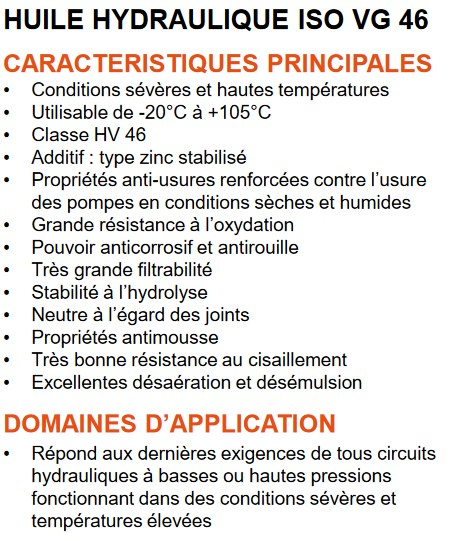 HUILE HYDRAULIQUE ISO VG 46
CARACTERISTIQUES PRINCIPALES
• Conditions sévères et hautes températures
• Utilisable de -20°C à +105°C
• Classe HV 46
• Additif : type zinc stabilisé
• Propriétés anti-usures renforcées contre l’usure
des pompes en conditions sèches et humides
• Grande résistance à l’oxydation
• Pouvoir anticorrosif et antirouille
• Très grande filtrabilité
• Stabilité à l’hydrolyse
• Neutre à l’égard des joints
• Propriétés antimousse
• Très bonne résistance au cisaillement
• Excellentes désaération et désémulsion
DOMAINES D’APPLICATION
• Répond aux dernières exigences de tous circuits
hydrauliques à basses ou hautes pressions
fonctionnant dans des conditions sévères et
températures élevées